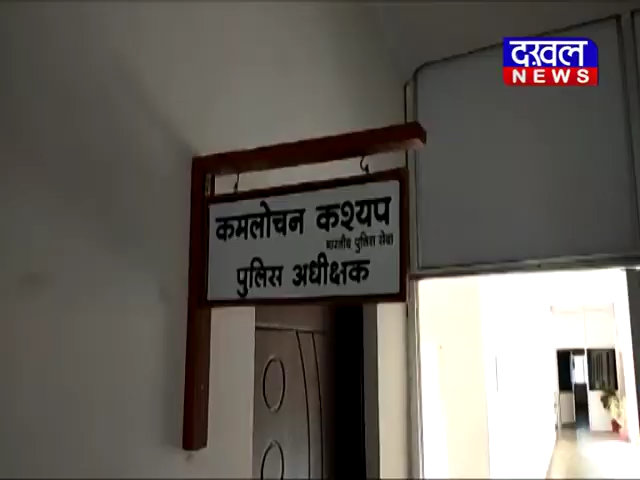 दख़ल
NEWS
कमलोचन कश्यप
भारतीय पुलिस सेवा
पुलिस अधीक्षक